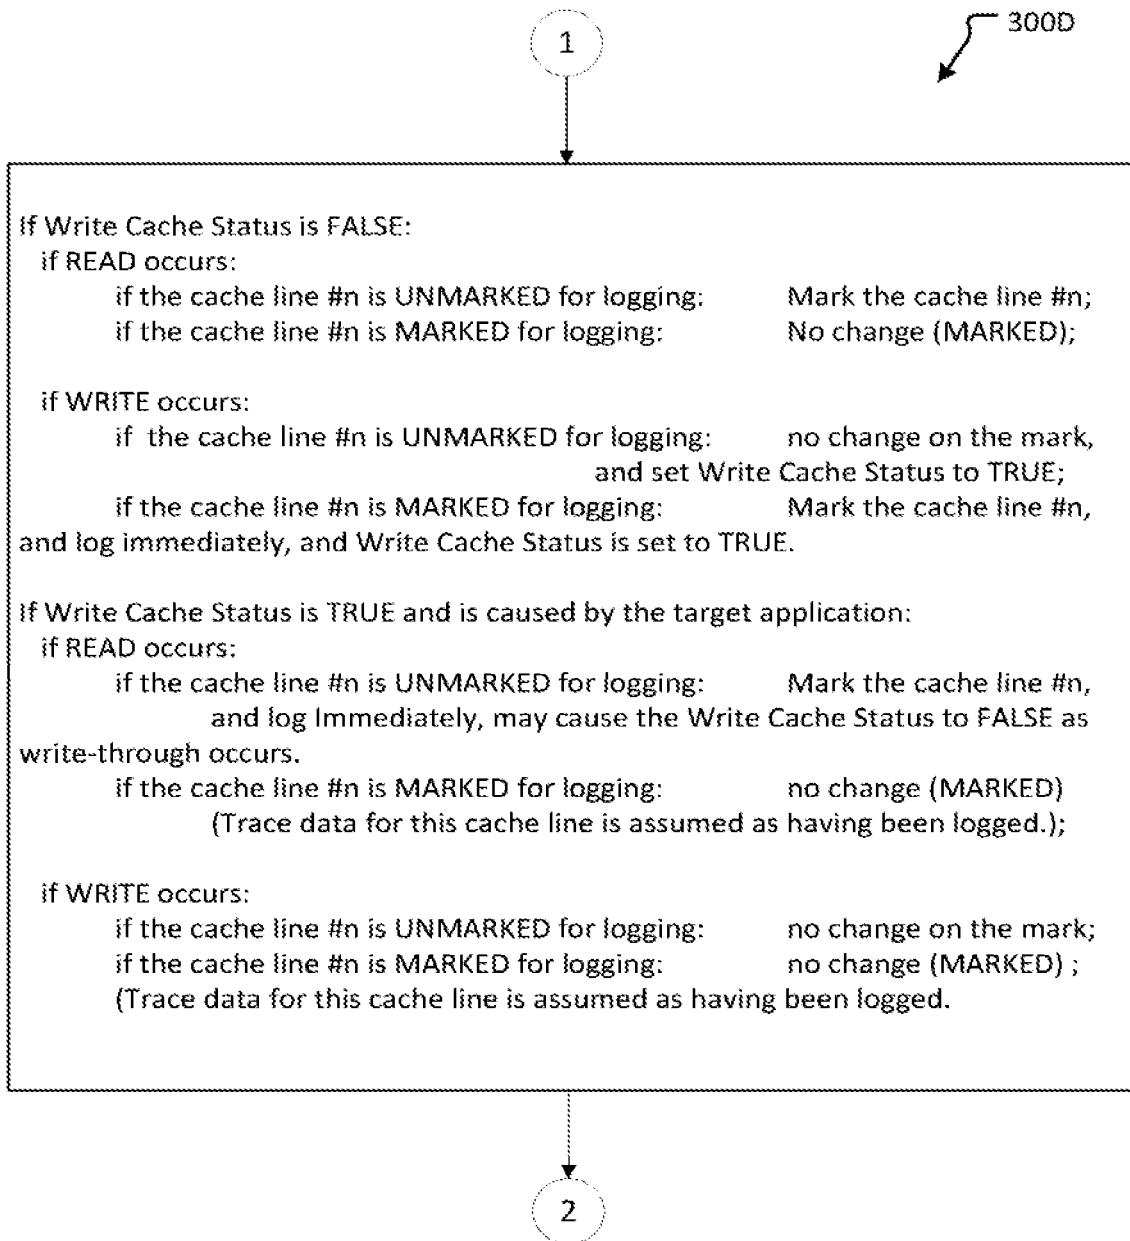 300D
1
If Write Cache Status is FALSE:
if READ occurs:
if the cache line #n is UNMARKED for logging: Mark the cache line #n;
if the cache line #n is MARKED for logging: No change (MARKED);
if WRITE occurs:
if the cache line #n is UNMARKED for logging: no change on the mark,
and set Write Cache Status to TRUE;
if the cache line #n is MARKED for logging: Mark the cache line #n,
and log immediately, and Write Cache Status is set to TRUE.
If Write Cache Status is TRUE and is caused by the target application:
if READ occurs:
if the cache line #n is UNMARKED for logging: Mark the cache line #n,
and log Immediately, may cause the Write Cache Status to FALSE as
write-through occurs.
if the cache line #n is MARKED for logging: no change (MARKED)
(Trace data for this cache line is assumed as having been logged.);
if WRITE occurs:
if the cache line #n is UNMARKED for logging: no change on the mark;
if the cache line #n is MARKED for logging: no change (MARKED) ;
(Trace data for this cache line is assumed as having been logged.
2